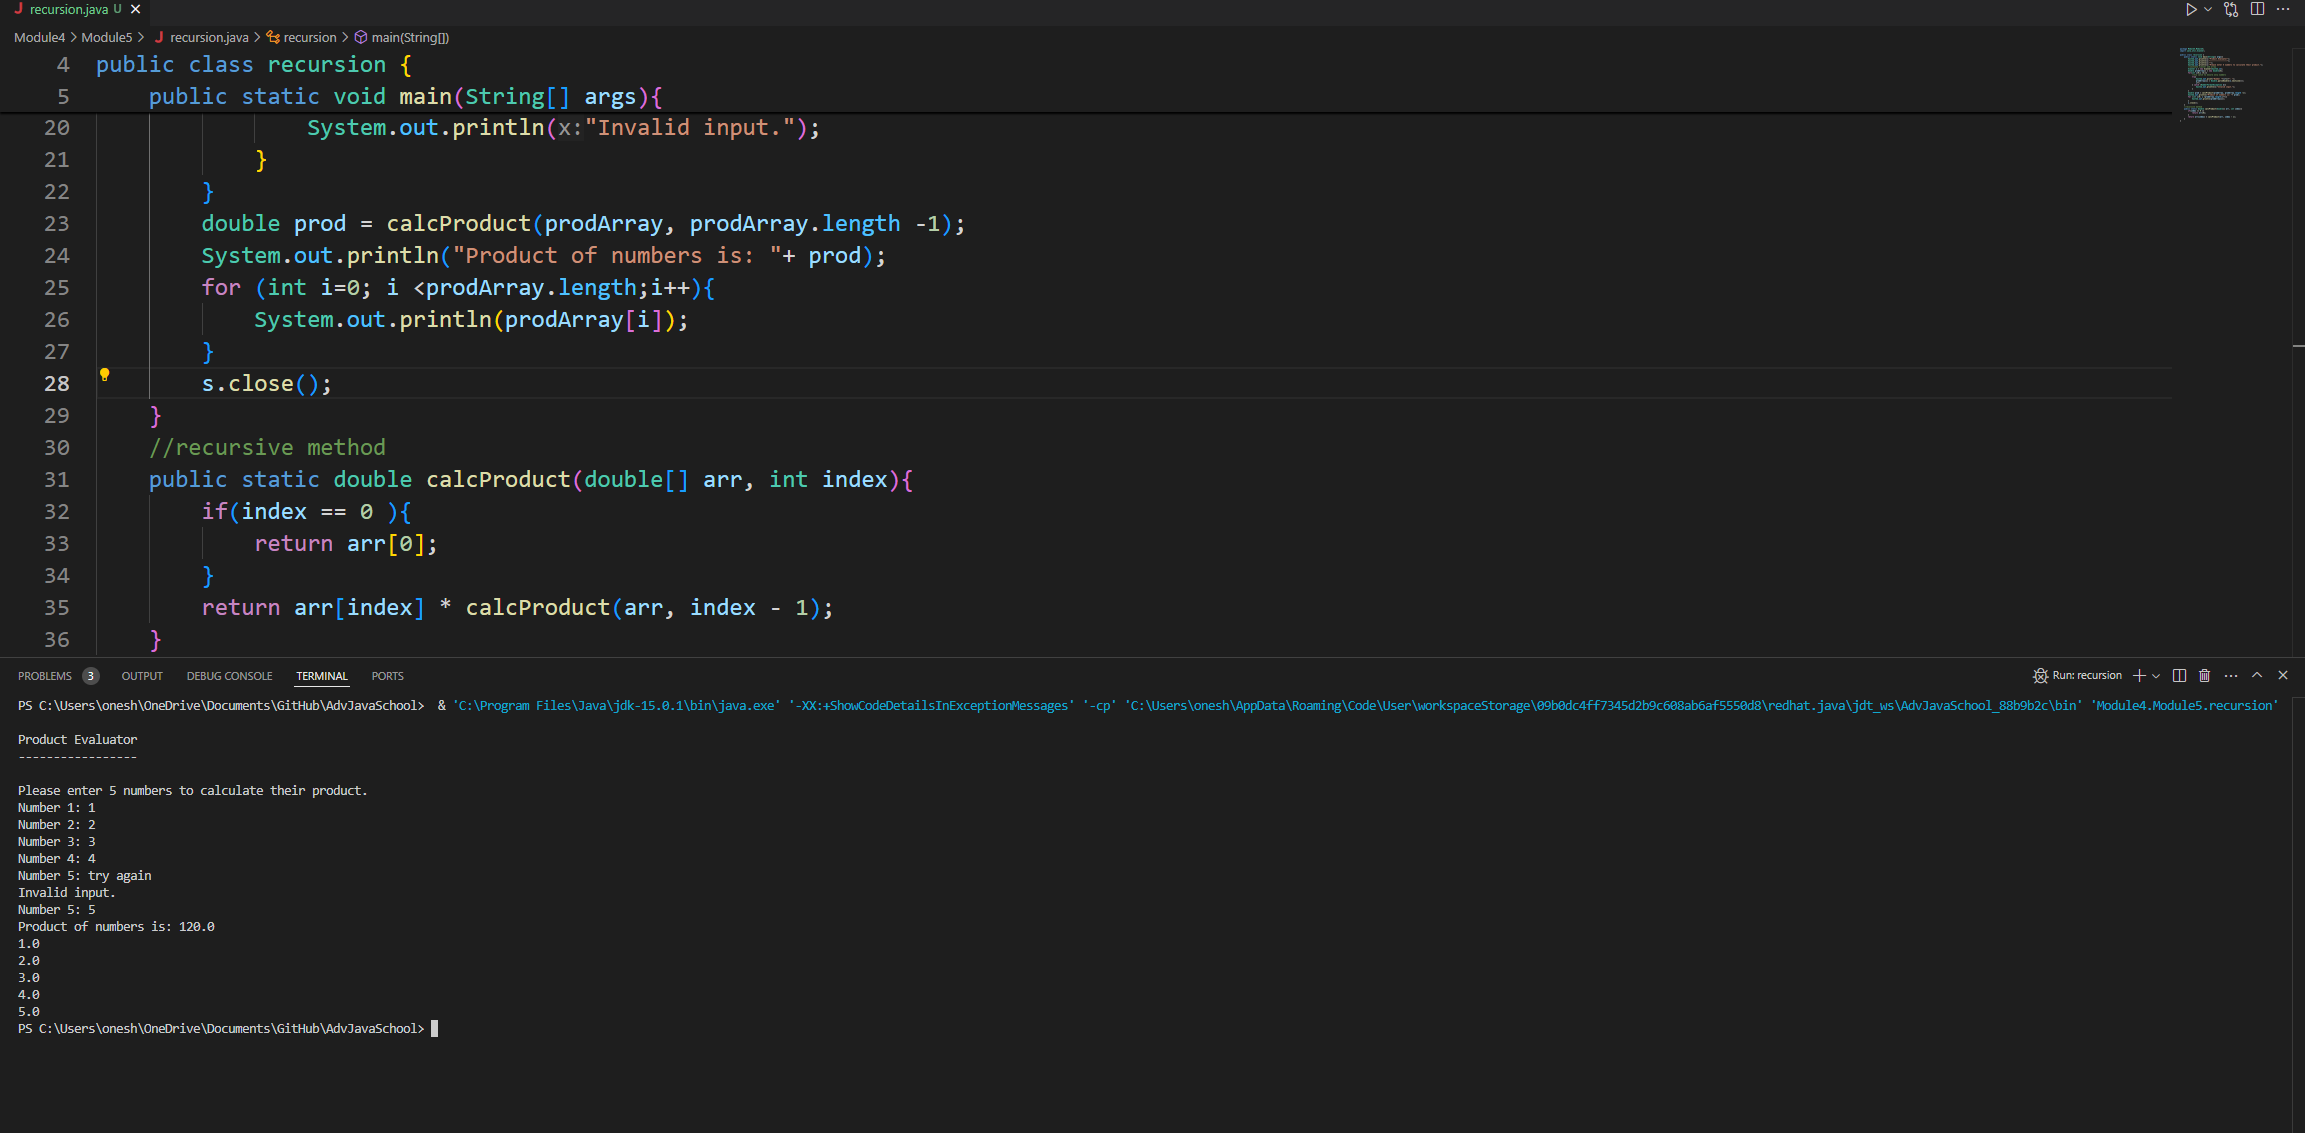 recursion.java U
Module4 > Module5 > recursion.java > recursion > main(String[])
4 public class recursion {
5 public static void main(String[] args){
20 System.out.println(x:"Invalid input.");
21 }
22 }
23 double prod = calcProduct(prodArray, prodArray.length -1);
24 System.out.println("Product of numbers is: "+ prod);
25 for (int i=0; i <prodArray.length;i++){
26 System.out.println(prodArray[i]);
27 }
28 s.close();
29 }
30 //recursive method
31 public static double calcProduct(double[] arr, int index){
32 if(index == 0 ){
33 return arr[0];
34 }
35 return arr[index] * calcProduct(arr, index - 1);
36 }
PROBLEMS 3 OUTPUT DEBUG CONSOLE TERMINAL PORTS Run: recursion
PS C:\Users\onesh\OneDrive\Documents\GitHub\AdvJavaSchool> & 'C:\Program Files\Java\jdk-15.0.1\bin\java.exe' '-XX:+ShowCodeDetailsInExceptionMessages' '-cp' 'C:\Users\onesh\AppData\Roaming\Code\User\workspaceStorage\09b0dc4ff7345d2b9c608ab6af5550d8\redhat.java\jdt_ws\AdvJavaSchool_88b9b2c\bin' 'Module4.Module5.recursion'
Product Evaluator
-----------------
Please enter 5 numbers to calculate their product.
Number 1: 1
Number 2: 2
Number 3: 3
Number 4: 4
Number 5: try again
Invalid input.
Number 5: 5
Product of numbers is: 120.0
1.0
2.0
3.0
4.0
5.0
PS C:\Users\onesh\OneDrive\Documents\GitHub\AdvJavaSchool>